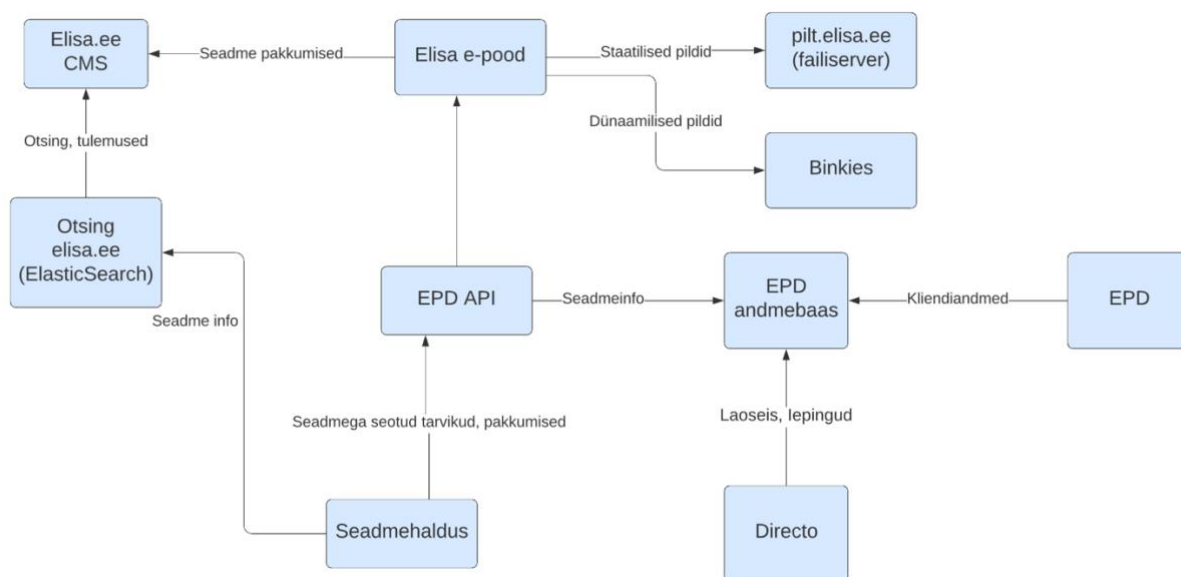 Elisa.ee
CMS
Seadme pakkumised
Elisa e-pood
Staatilised pildid
pilt.elisa.ee
(failiserver)
Dünaamilised pildid
Binkies
Otsing, tulemused
Otsing
elisa.ee
(ElasticSearch)
EPD API
Seadmeinfo
EPD
andmebaas
Kliendiandmed
EPD
Seadme info
Seadmega seotud tarvikud, pakkumised
Laoseis, lepingud
Seadmehaldus
Directo